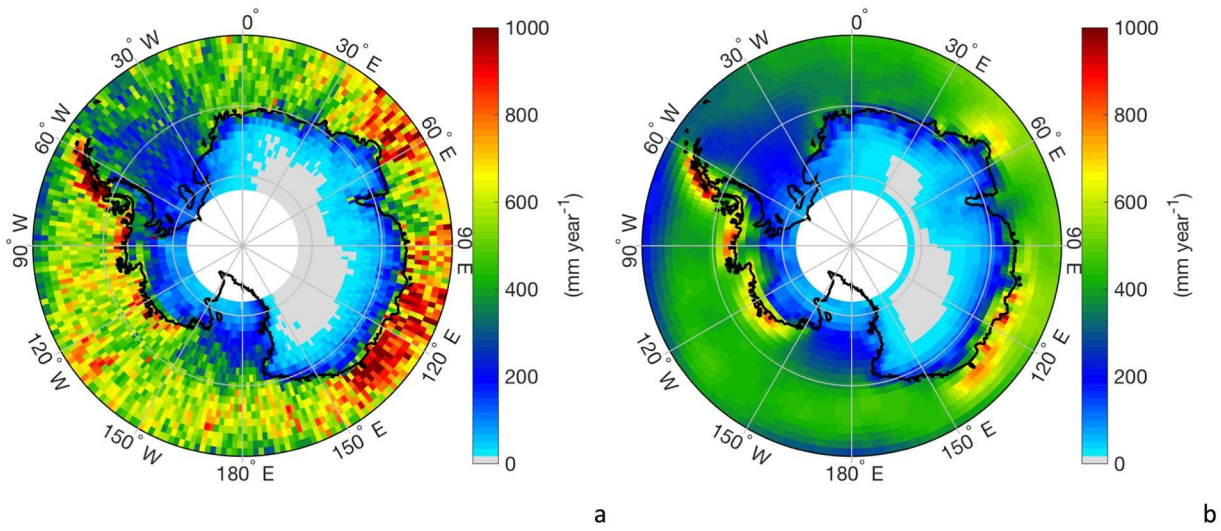 0° E
30° E
60° E
90° E
120° E
150° E
180° E
150° W
120° W
90° W
60° W
30° W
1000
800
600
400
200
0
(mm year⁻¹)
a
0° E
30° E
60° E
90° E
120° E
150° E
180° E
150° W
120° W
90° W
60° W
30° W
1000
800
600
400
200
0
(mm year⁻¹)
b